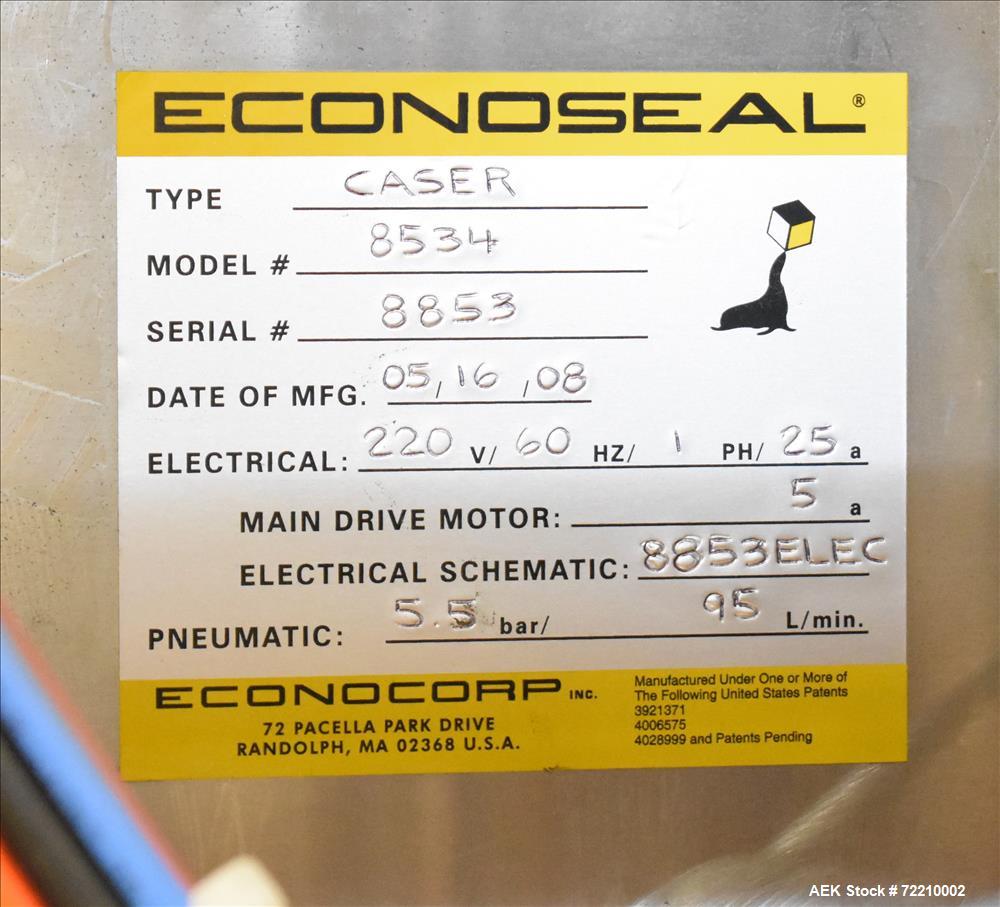 ECONOSEAL®
TYPE CASER
MODEL # 8534
SERIAL # 8853
DATE OF MFG. 05,16,08
ELECTRICAL: 220 V/ 60 HZ/ 1 PH/ 25 a
MAIN DRIVE MOTOR: 5 a
ELECTRICAL SCHEMATIC: 8853ELEC
PNEUMATIC: 5.5 bar/ 95 L/min.
ECONOCORP INC.
72 PACELLA PARK DRIVE
RANDOLPH, MA 02368 U.S.A.
Manufactured Under One or More of
The Following United States Patents
3921371
4006575
4028999 and Patents Pending
AEK Stock # 72210002